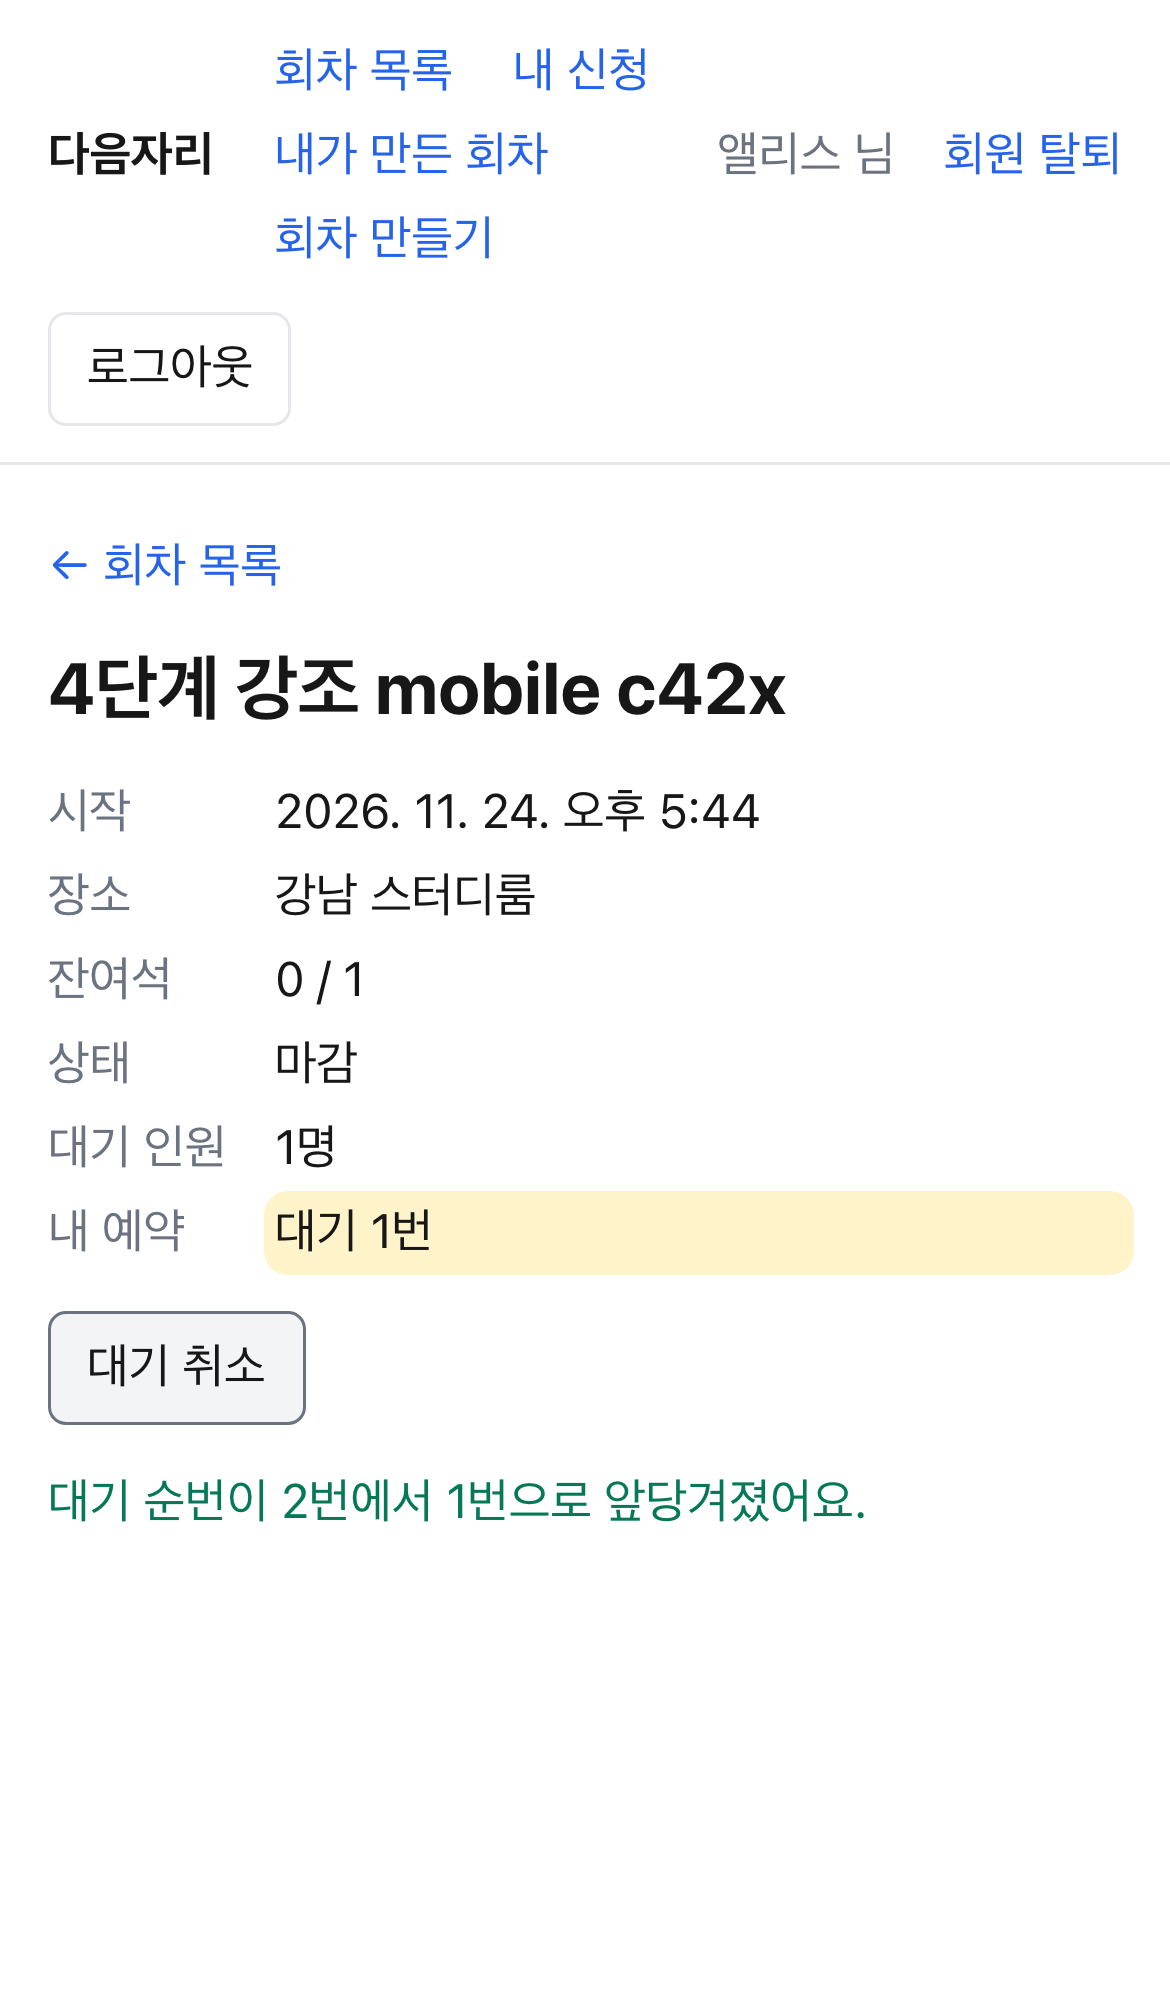 회차 목록 내 신청
다음자리 내가 만든 회차 앨리스 님 회원 탈퇴
회차 만들기
로그아웃
← 회차 목록
4단계 강조 mobile c42x
시작 2026. 11. 24. 오후 5:44
장소 강남 스터디룸
잔여석 0 / 1
상태 마감
대기 인원 1명
내 예약 대기 1번
대기 취소
대기 순번이 2번에서 1번으로 앞당겨졌어요.